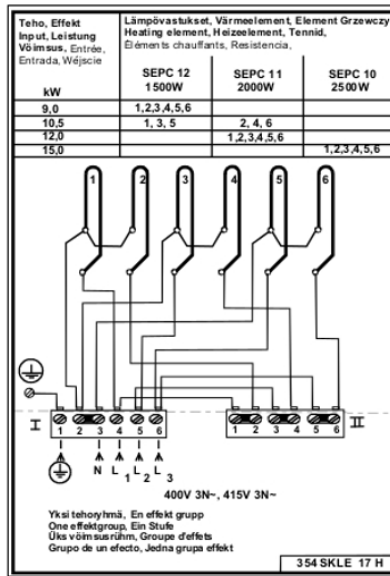 Teho, Effekt
Input, Leistung
Võimsus, Entrée,
Entrada, Wéjscie
kW
Lämpövastukset, Värmeelement, Element Grzewczy
Heating element, Heizeelement, Tennid,
Éléments chauffants, Resistencia,
SEPC 12 SEPC 11 SEPC 10
1500W 2000W 2500W
9,0 1,2,3,4,5,6
10,5 1, 3, 5 2, 4, 6
12,0 1,2,3,4,5,6
15,0 1,2,3,4,5,6
1 2 3 4 5 6
I 1 2 3 4 5 6 1 2 3 4 5 6 II
N L1 L2 L3
400V 3N~, 415V 3N~
Yksi tehoryhmä, En effekt grupp
One effektgroup, Ein Stufe
Üks võimsusrühm, Groupe d'effets
Grupo de un efecto, Jedna grupa effekt
354 SKLE 17 H